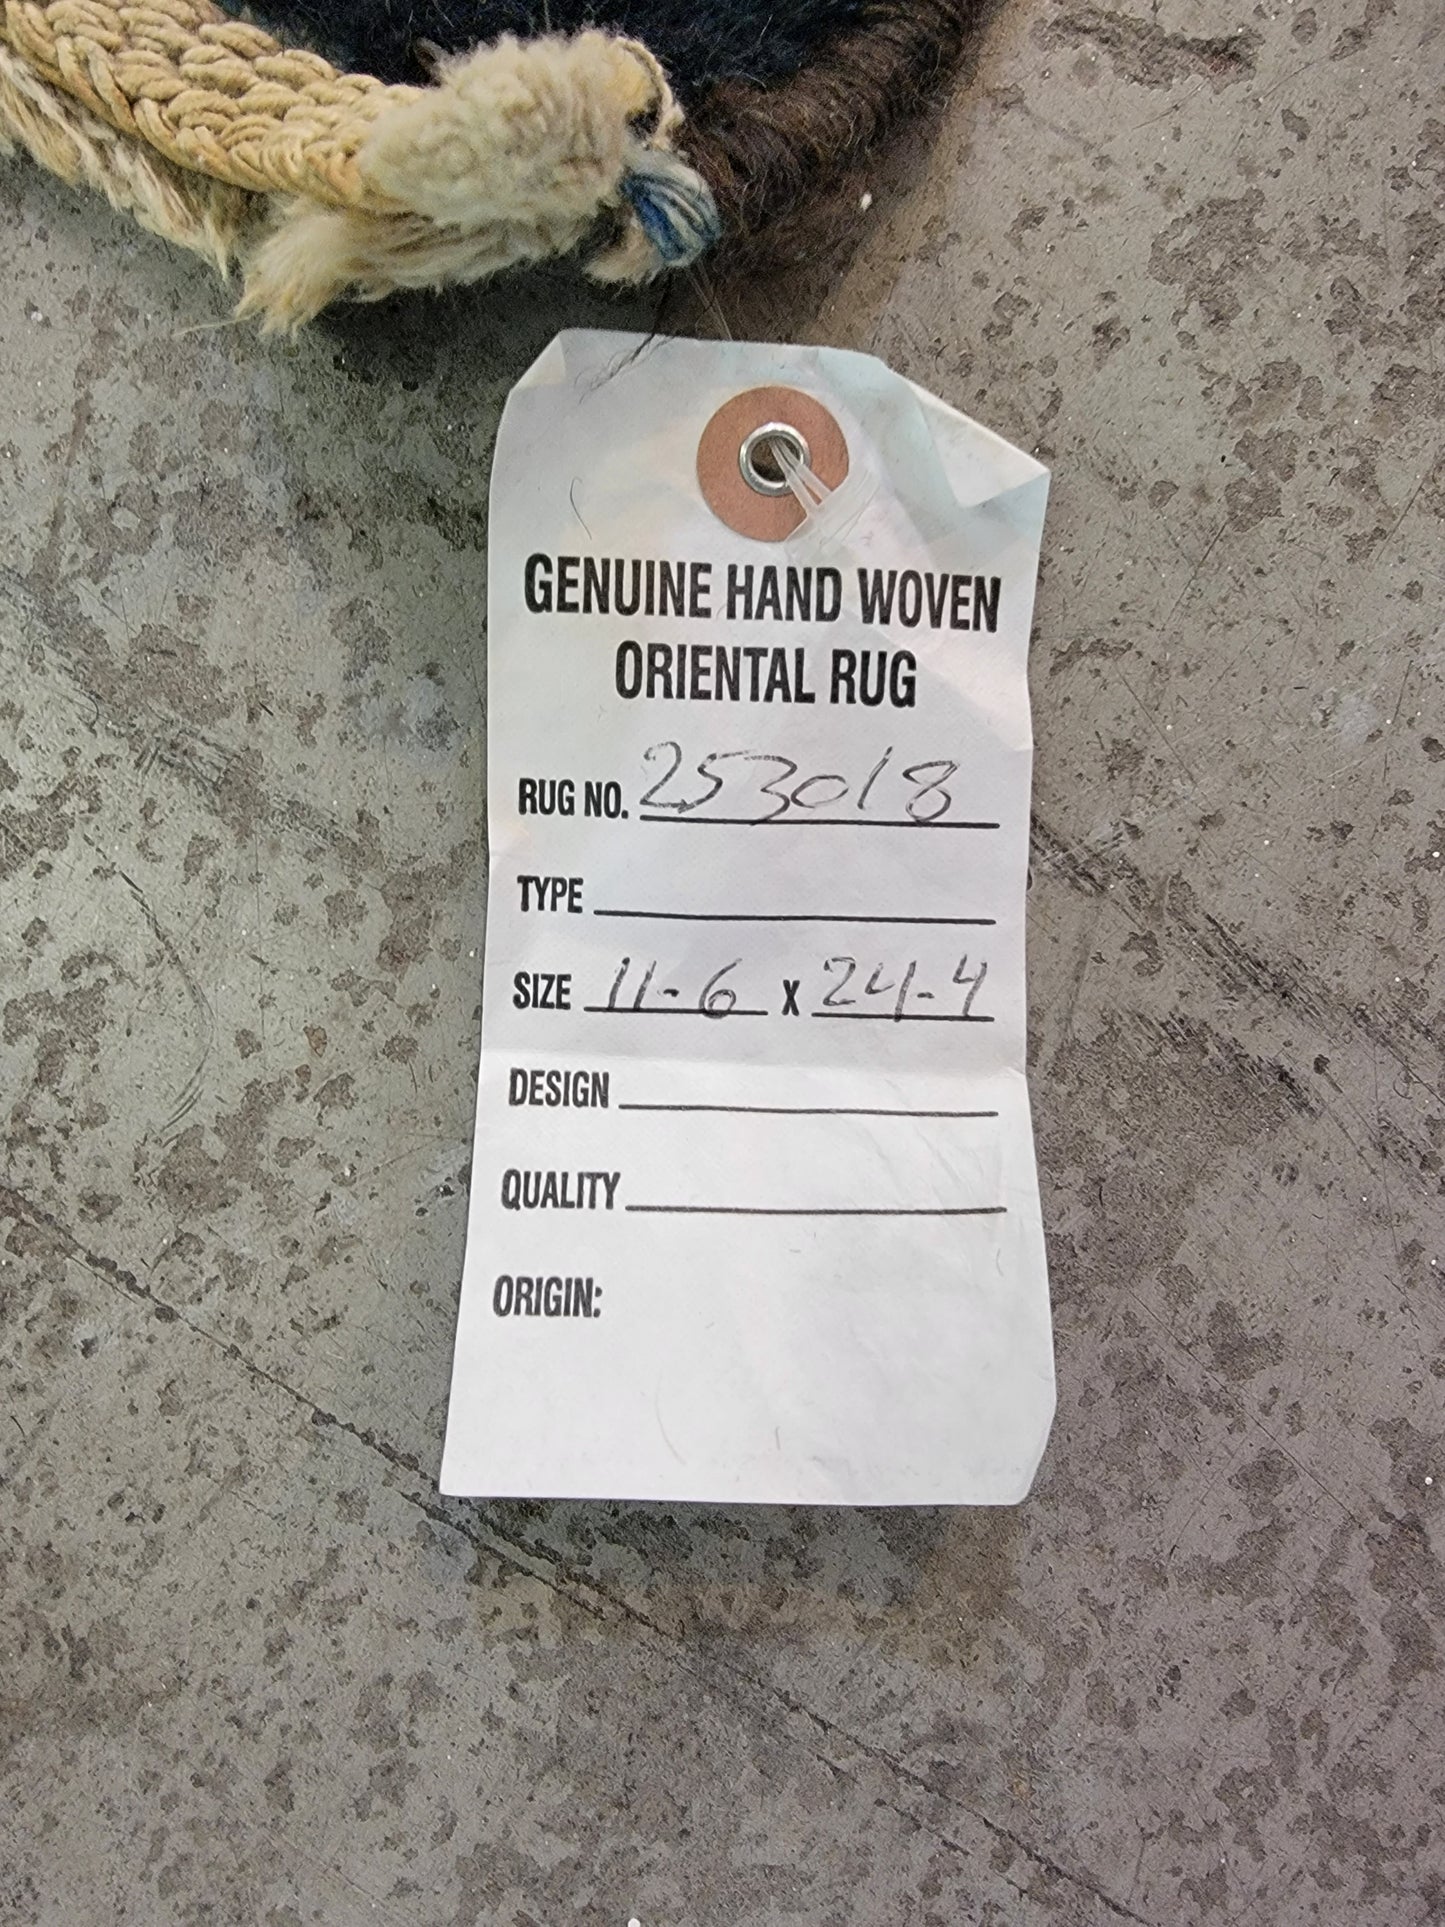 GENUINE HAND WOVEN
ORIENTAL RUG
RUG NO. 253018
TYPE
SIZE 11-6 X 24-4
DESIGN
QUALITY
ORIGIN: